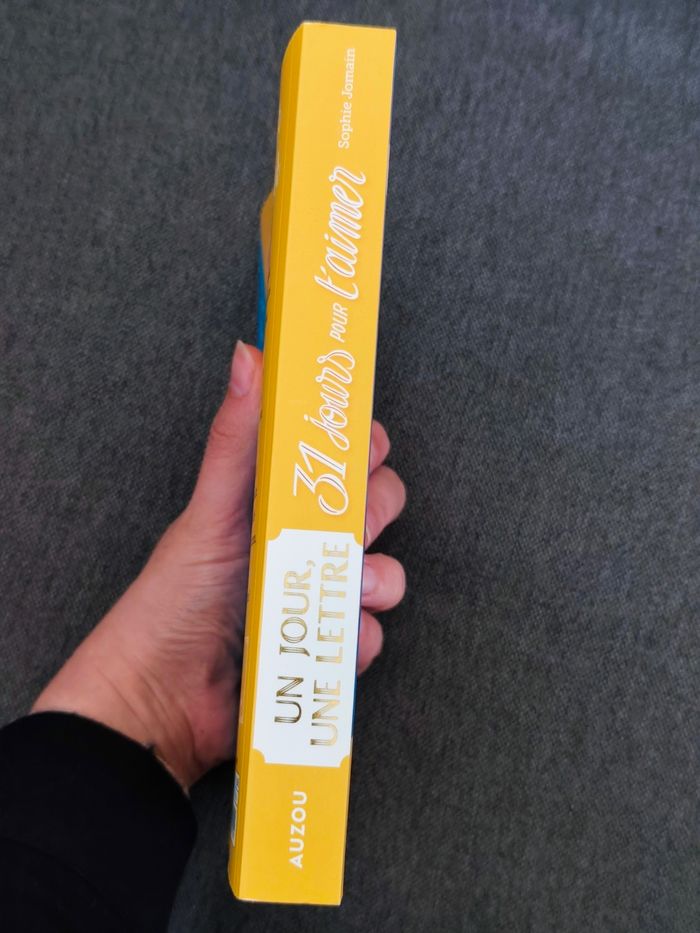 Sophie Jomain
31 jours POUR t'aimer
UN JOUR,
UNE LETTRE
AUZOU